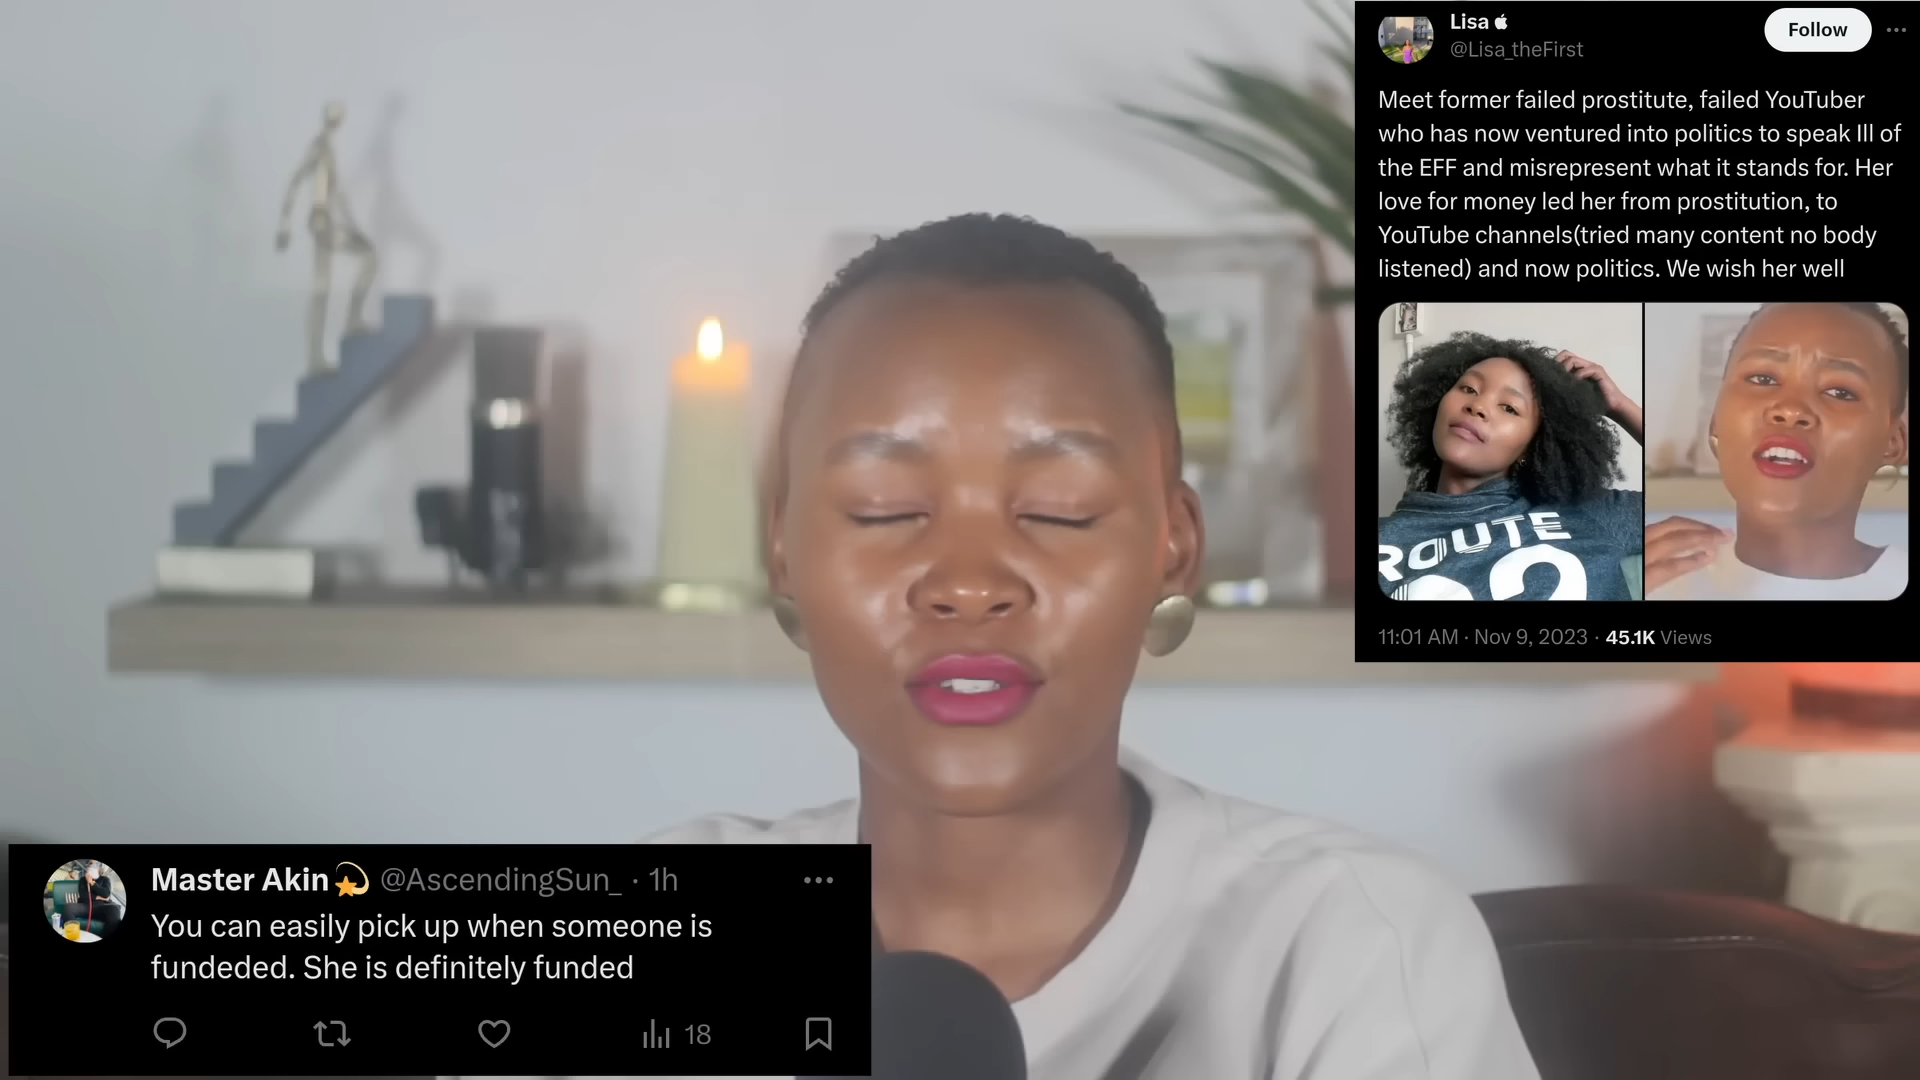 Lisa
@Lisa_theFirst
Follow
Meet former failed prostitute, failed YouTuber
who has now ventured into politics to speak Ill of
the EFF and misrepresent what it stands for. Her
love for money led her from prostitution, to
YouTube channels(tried many content no body
listened) and now politics. We wish her well
ROUTE
11:01 AM · Nov 9, 2023 · 45.1K Views
Master Akin💫 @AscendingSun_ · 1h
You can easily pick up when someone is
fundeded. She is definitely funded
18